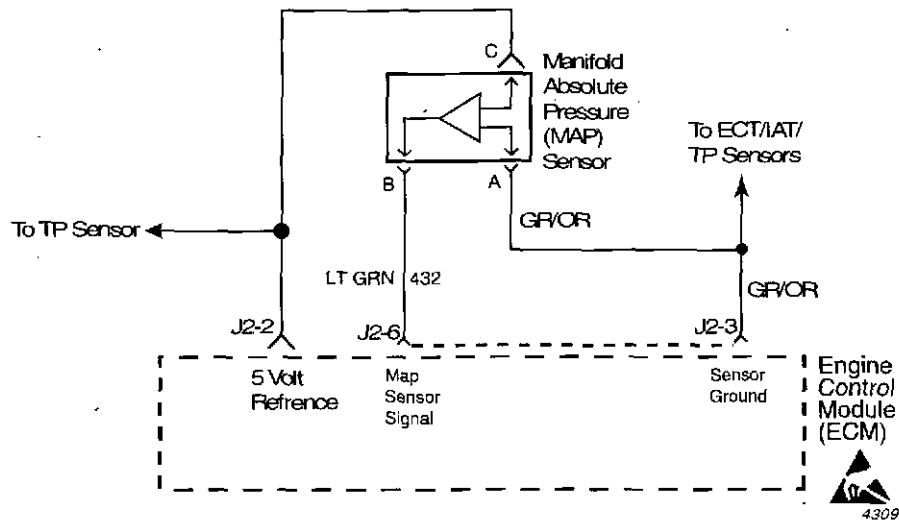 C
Manifold
Absolute
Pressure
(MAP)
Sensor
To ECT/IAT/
TP Sensors
B
A
GR/OR
To TP Sensor
LT GRN 432
GR/OR
J2-2
J2-6
J2-3
5 Volt
Refrence
Map
Sensor
Signal
Sensor
Ground
Engine
Control
Module
(ECM)
4309